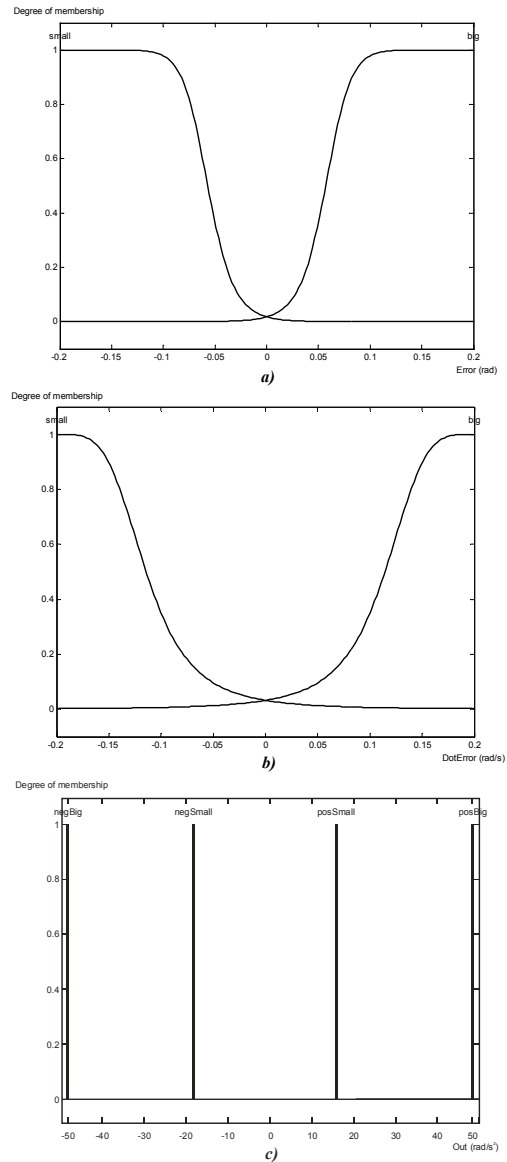 Degree of membership
small big
1
0.8
0.6
0.4
0.2
0
-0.2 -0.15 -0.1 -0.05 0 0.05 0.1 0.15 0.2
Error (rad)
a)
Degree of membership
small big
1
0.8
0.6
0.4
0.2
0
-0.2 -0.15 -0.1 -0.05 0 0.05 0.1 0.15 0.2
DotError (rad/s)
b)
Degree of membership
negBig negSmall posSmall posBig
1
0.8
0.6
0.4
0.2
0
-50 -40 -30 -20 -10 0 10 20 30 40 50
Out (rad/s²)
c)